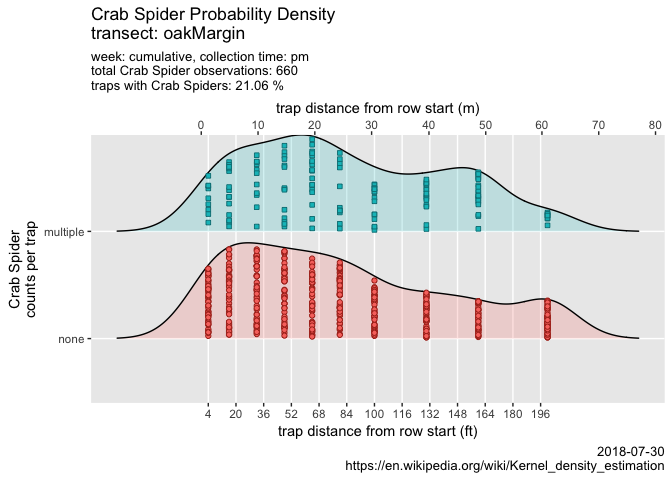 Crab Spider Probability Density
transect: oakMargin
week: cumulative, collection time: pm
total Crab Spider observations: 660
traps with Crab Spiders: 21.06 %
trap distance from row start (m)
0 10 20 30 40 50 60 70 80
Crab Spider
counts per trap
multiple
none
4 20 36 52 68 84 100 116 132 148 164 180 196
trap distance from row start (ft)
2018-07-30
https://en.wikipedia.org/wiki/Kernel_density_estimation